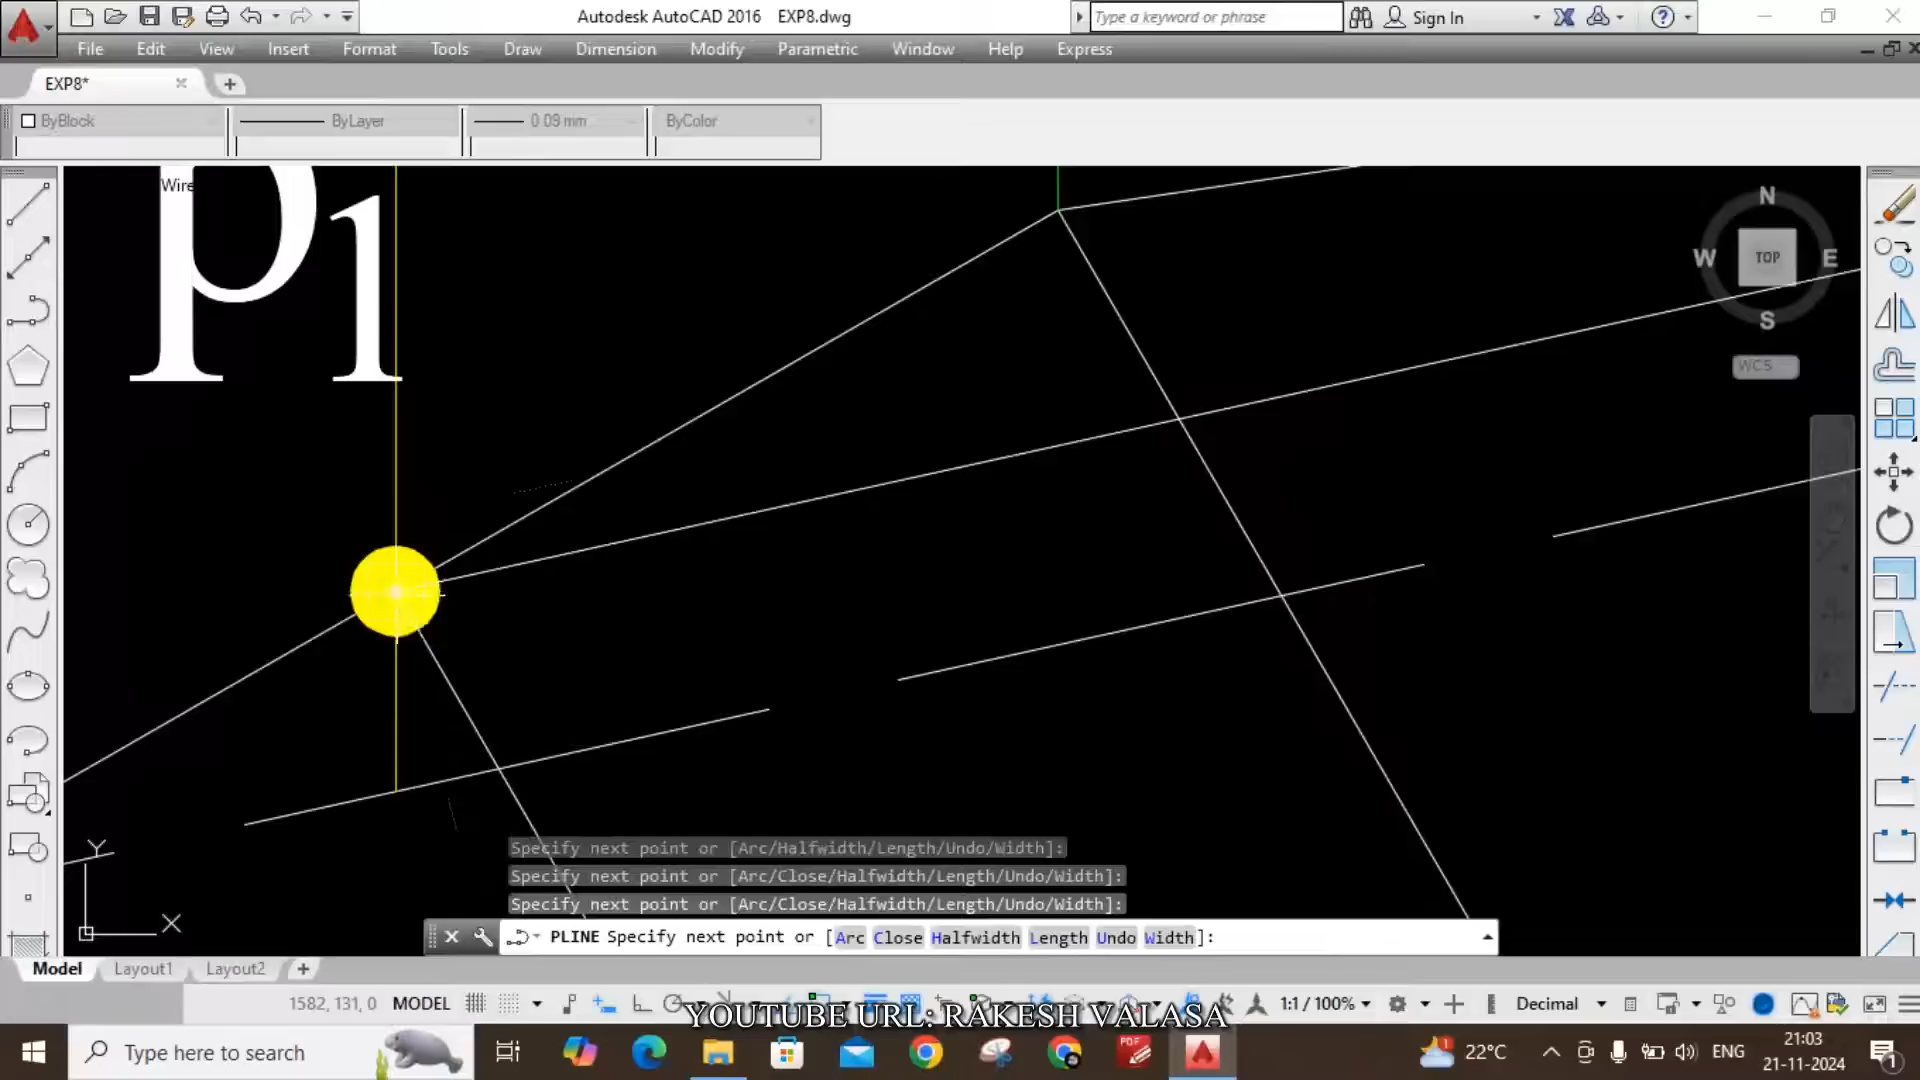 Autodesk AutoCAD 2016 EXP8.dwg
Type a keyword or phrase
Sign In
File Edit View Insert Format Tools Draw Dimension Modify Parametric Window Help Express
EXP8*
ByBlock ByLayer 0.09 mm ByColor
Wire
p1
N
W TOP E
S
WCS
Y
X
Specify next point or [Arc/Halfwidth/Length/Undo/Width]:
Specify next point or [Arc/Close/Halfwidth/Length/Undo/Width]:
Specify next point or [Arc/Close/Halfwidth/Length/Undo/Width]:
PLINE Specify next point or [Arc Close Halfwidth Length Undo Width]:
Model Layout1 Layout2
1582, 131, 0 MODEL 1:1 / 100% Decimal
YOUTUBE URL: RAKESH VALASA
Type here to search
PDF
22°C
ENG
21:03
21-11-2024
1